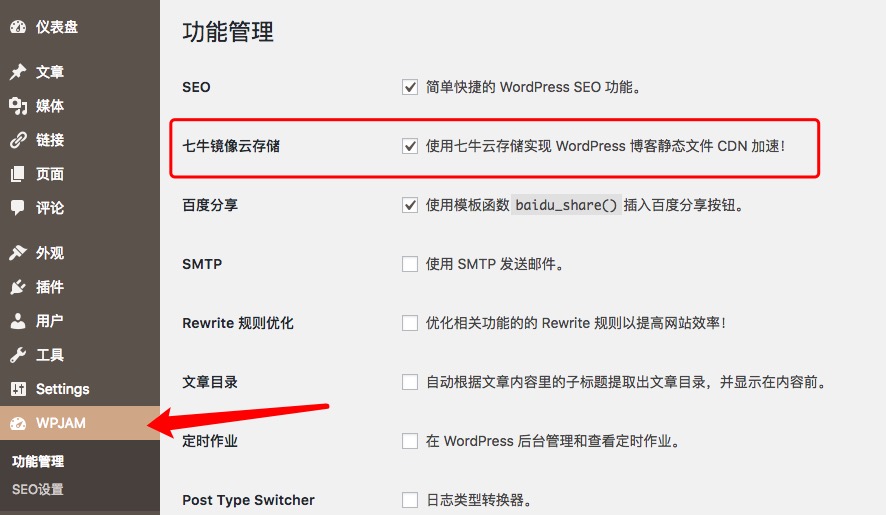 仪表盘
文章
媒体
链接
页面
评论
外观
插件
用户
工具
Settings
WPJAM
功能管理
SEO设置
功能管理
SEO 简单快捷的 WordPress SEO 功能。
七牛镜像云存储 使用七牛云存储实现 WordPress 博客静态文件 CDN 加速！
百度分享 使用模板函数 baidu_share() 插入百度分享按钮。
SMTP 使用 SMTP 发送邮件。
Rewrite 规则优化 优化相关功能的的 Rewrite 规则以提高网站效率！
文章目录 自动根据文章内容里的子标题提取出文章目录，并显示在内容前。
定时作业 在 WordPress 后台管理和查看定时作业。
Post Type Switcher 日志类型转换器。